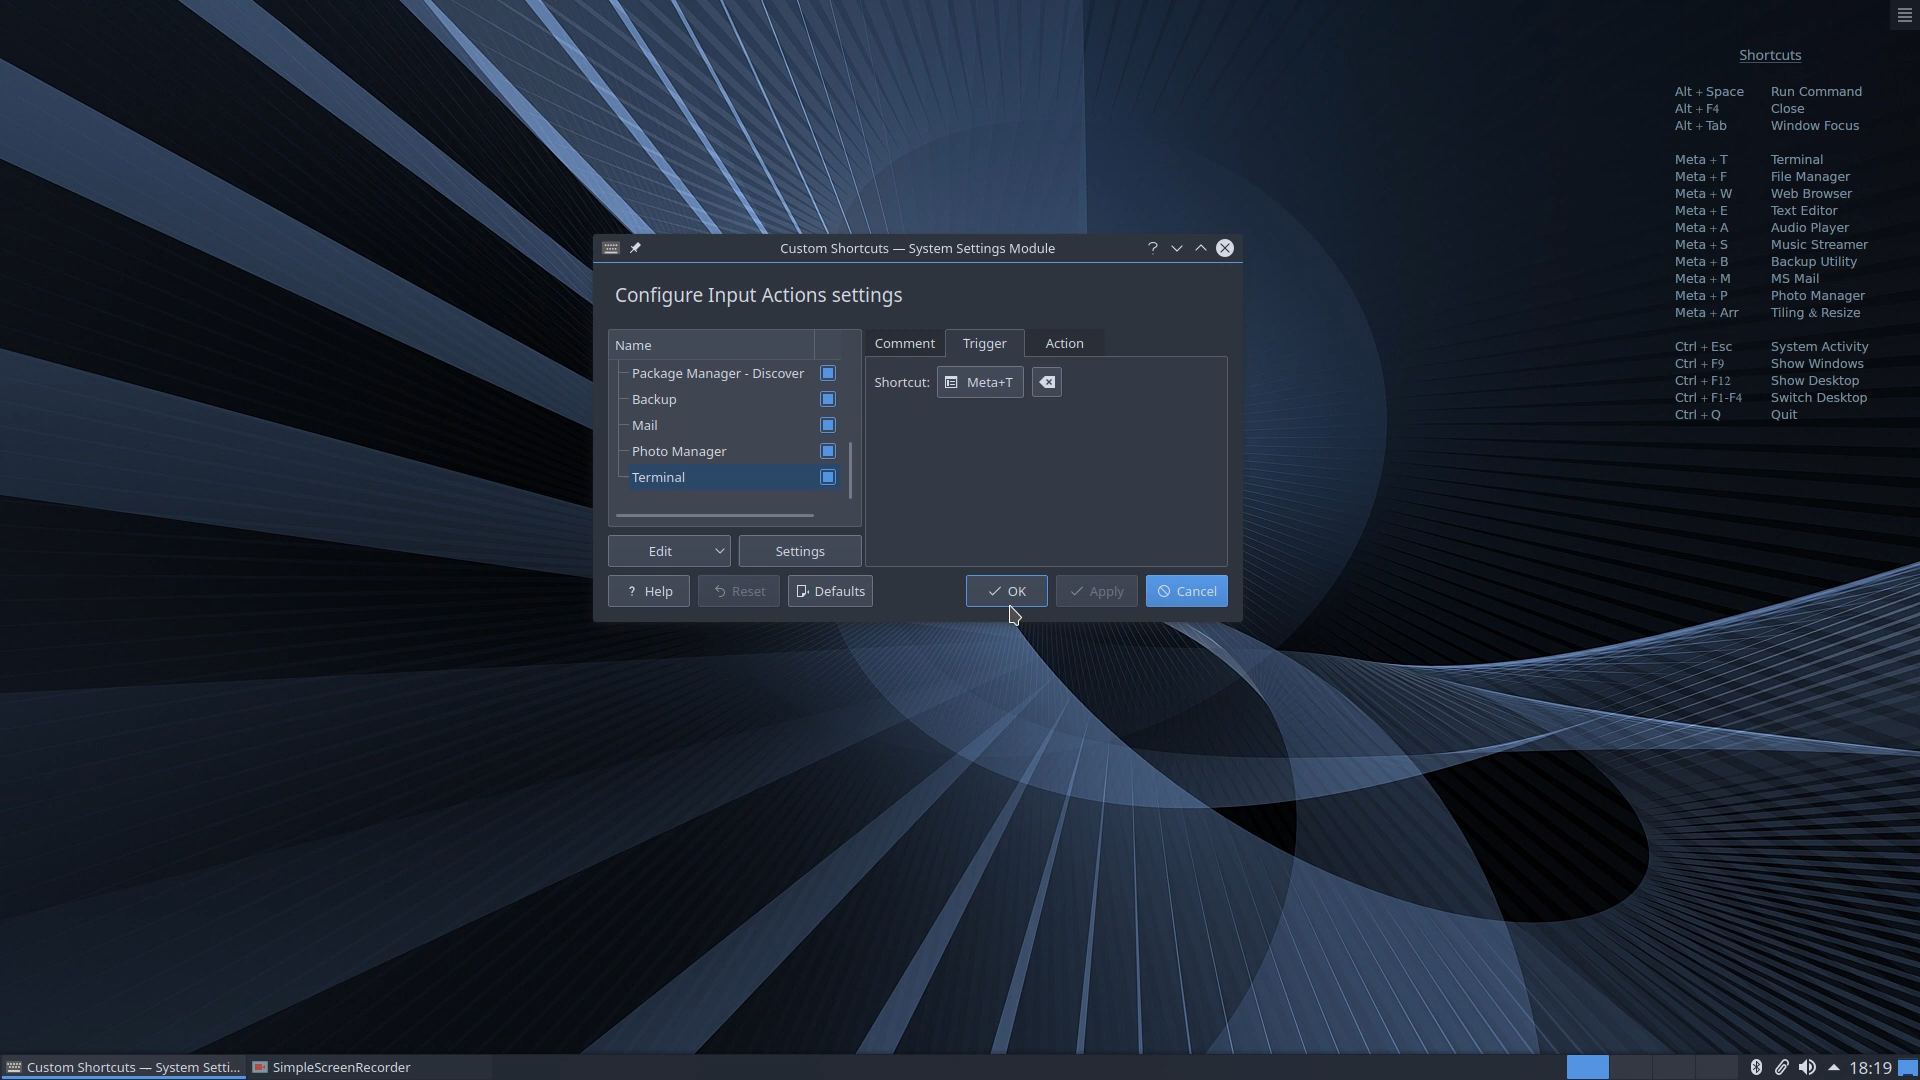 Shortcuts
Alt + Space Run Command
Alt + F4 Close
Alt + Tab Window Focus
Meta + T Terminal
Meta + F File Manager
Meta + W Web Browser
Meta + E Text Editor
Meta + A Audio Player
Meta + S Music Streamer
Meta + B Backup Utility
Meta + M MS Mail
Meta + P Photo Manager
Meta + Arr Tiling & Resize
Ctrl + Esc System Activity
Ctrl + F9 Show Windows
Ctrl + F12 Show Desktop
Ctrl + F1-F4 Switch Desktop
Ctrl + Q Quit
Custom Shortcuts — System Settings Module
Configure Input Actions settings
Name
Package Manager - Discover
Backup
Mail
Photo Manager
Terminal
Comment Trigger Action
Shortcut: Meta+T
Edit Settings
? Help Reset Defaults OK Apply Cancel
Custom Shortcuts — System Setti... SimpleScreenRecorder 18:19